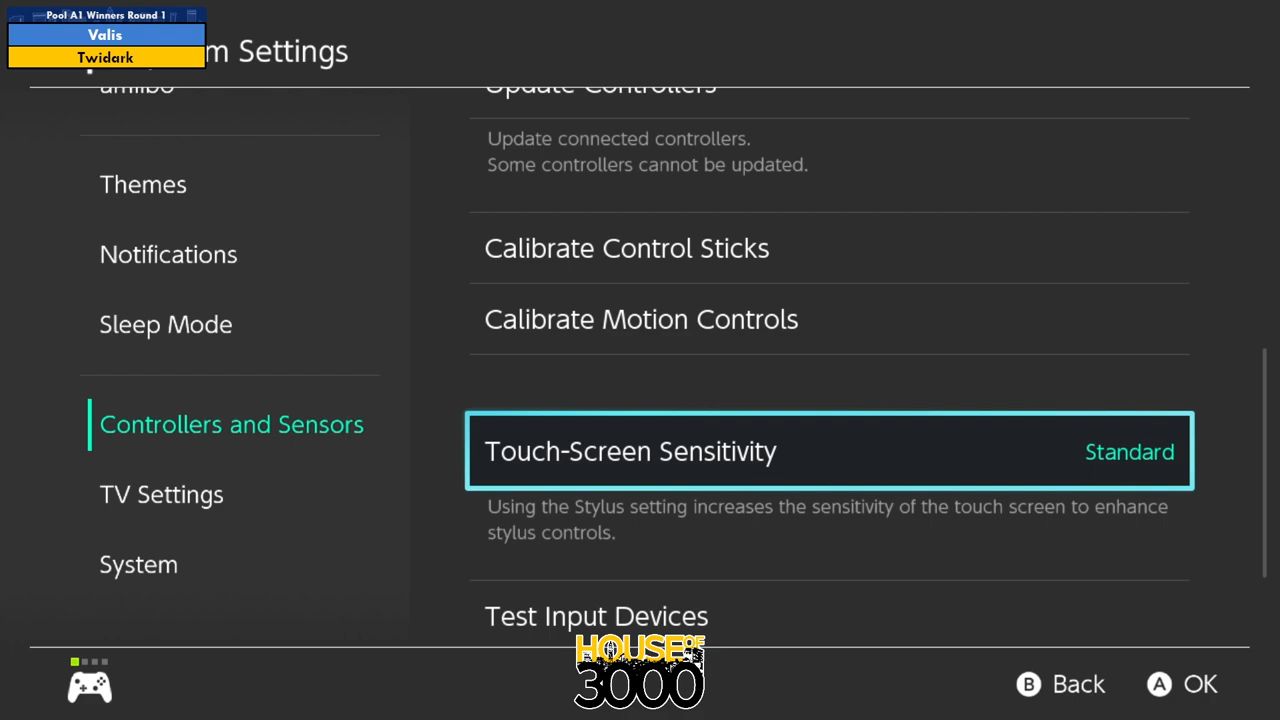 Pool A1 Winners Round 1
Valis
Twidark
m Settings
amiibo
Themes
Notifications
Sleep Mode
Controllers and Sensors
TV Settings
System
Update Controllers
Update connected controllers.
Some controllers cannot be updated.
Calibrate Control Sticks
Calibrate Motion Controls
Touch-Screen Sensitivity Standard
Using the Stylus setting increases the sensitivity of the touch screen to enhance
stylus controls.
Test Input Devices
HOUSE OF
3000
B Back A OK